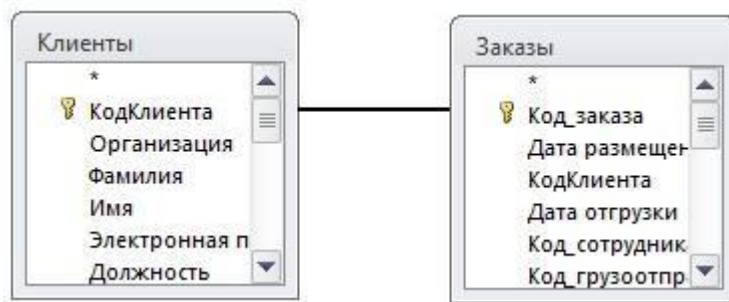 Клиенты
*
КодКлиента
Организация
Фамилия
Имя
Электронная п
Должность
Заказы
*
Код_заказа
Дата размещен
КодКлиента
Дата отгрузки
Код_сотрудник
Код_грузоотпр